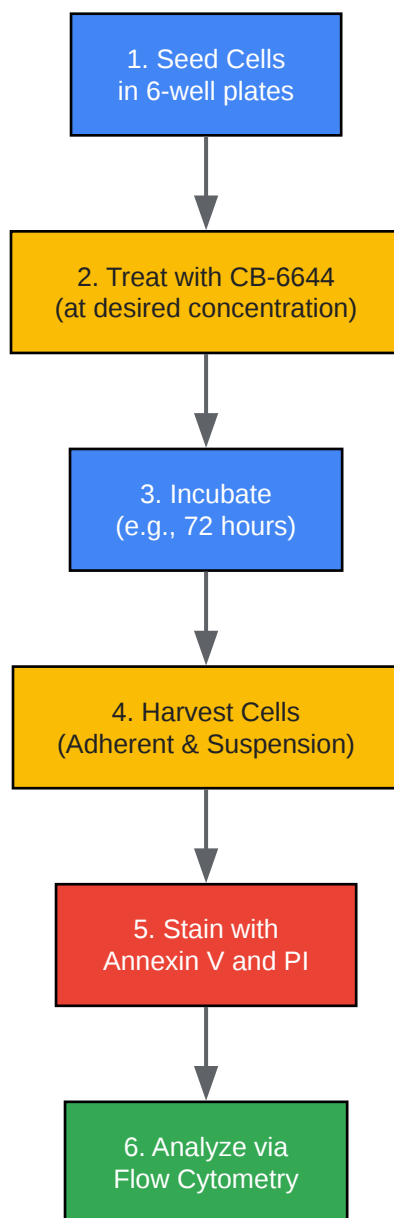 1. Seed Cells
in 6-well plates
2. Treat with CB-6644
(at desired concentration)
3. Incubate
(e.g., 72 hours)
4. Harvest Cells
(Adherent & Suspension)
5. Stain with
Annexin V and PI
6. Analyze via
Flow Cytometry